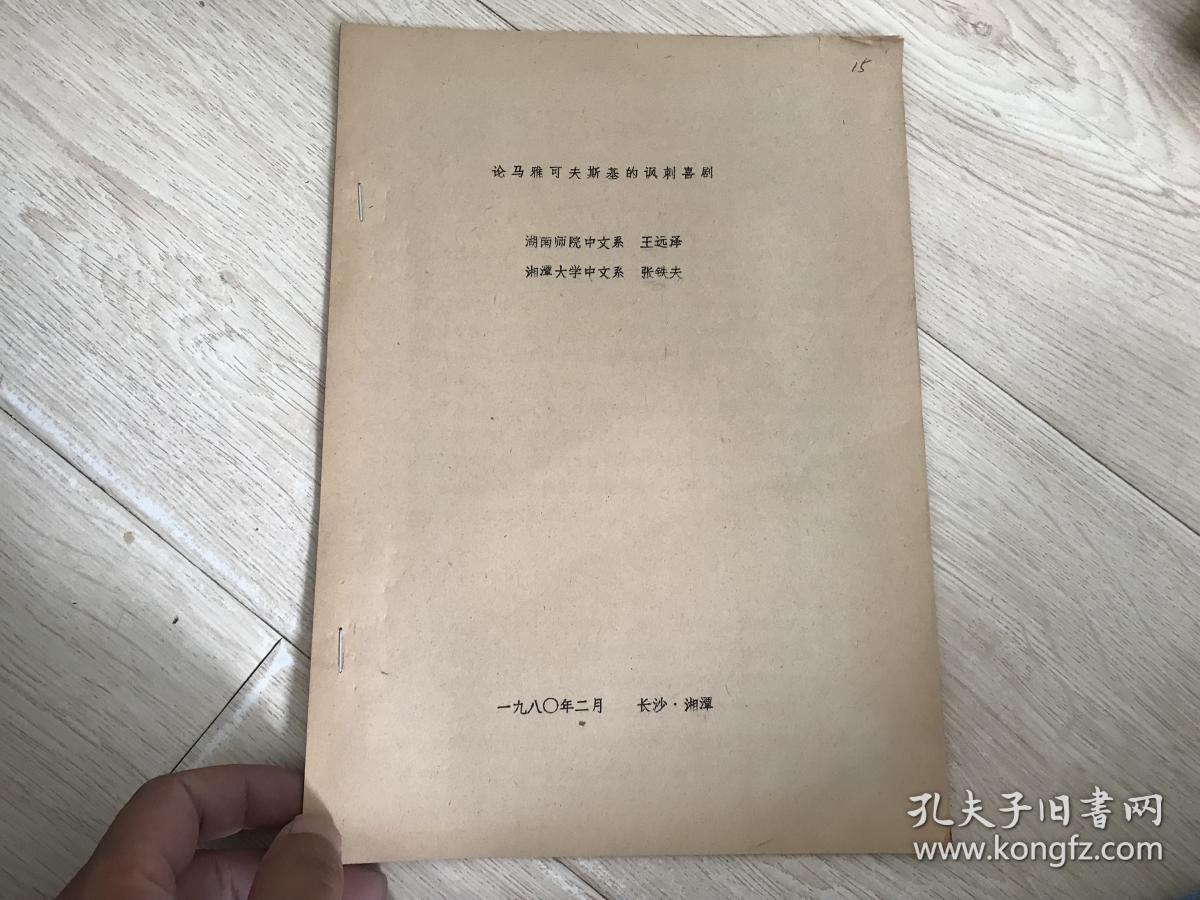 15
论马雅可夫斯基的讽刺喜剧
湖南师院中文系 王远泽
湘潭大学中文系 张铁夫
一九八〇年二月 长沙·湘潭
孔夫子旧書网
www.kongfz.com